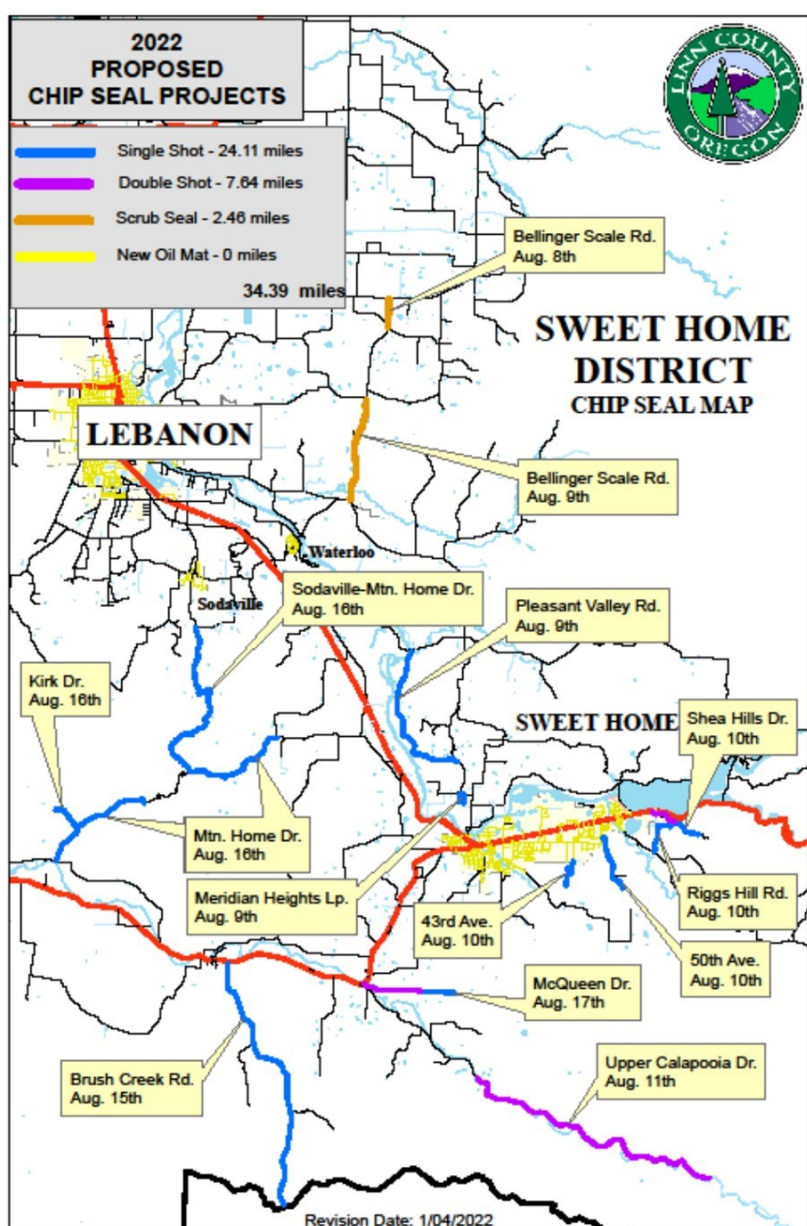 2022
PROPOSED
CHIP SEAL PROJECTS
LINN COUNTY
OREGON
Single Shot - 24.11 miles
Double Shot - 7.64 miles
Scrub Seal - 2.46 miles
New Oil Mat - 0 miles
34.39 miles
Bellinger Scale Rd.
Aug. 8th
SWEET HOME
DISTRICT
CHIP SEAL MAP
LEBANON
Bellinger Scale Rd.
Aug. 9th
Waterloo
Sodaville
Sodaville-Mtn. Home Dr.
Aug. 16th
Pleasant Valley Rd.
Aug. 9th
Kirk Dr.
Aug. 16th
SWEET HOME
Shea Hills Dr.
Aug. 10th
Mtn. Home Dr.
Aug. 16th
Meridian Heights Lp.
Aug. 9th
43rd Ave.
Aug. 10th
Riggs Hill Rd.
Aug. 10th
50th Ave.
Aug. 10th
McQueen Dr.
Aug. 17th
Brush Creek Rd.
Aug. 15th
Upper Calapooia Dr.
Aug. 11th
Revision Date: 1/04/2022